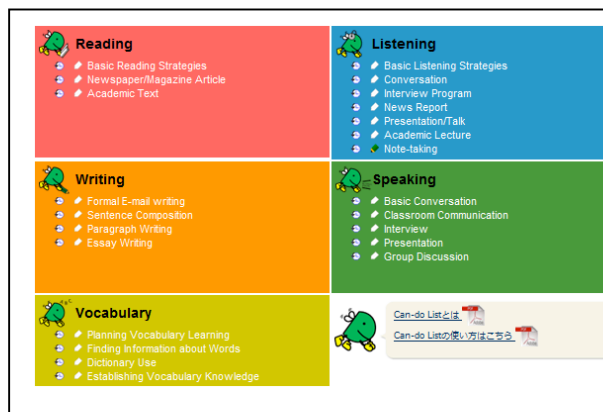 Reading
Basic Reading Strategies
Newspaper/Magazine Article
Academic Text
Listening
Basic Listening Strategies
Conversation
Interview Program
News Report
Presentation/Talk
Academic Lecture
Note-taking
Writing
Formal E-mail writing
Sentence Composition
Paragraph Writing
Essay Writing
Speaking
Basic Conversation
Classroom Communication
Interview
Presentation
Group Discussion
Vocabulary
Planning Vocabulary Learning
Finding Information about Words
Dictionary Use
Establishing Vocabulary Knowledge
Can-do Listとは
Can-do Listの使い方はこちら